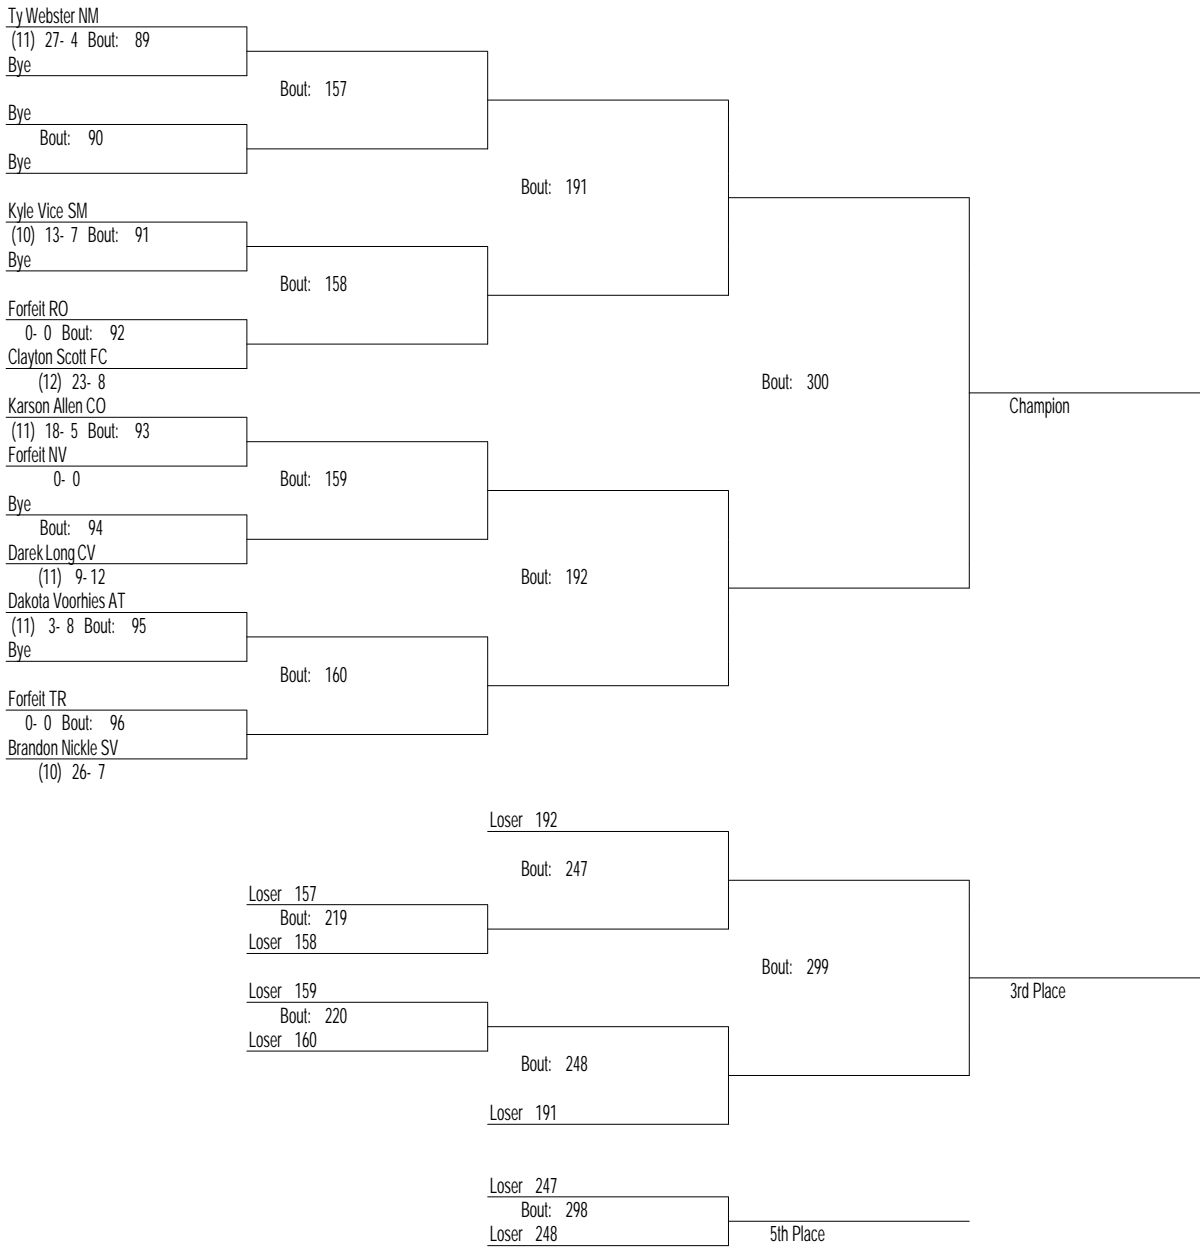 Ty Webster NM
(11) 27- 4 Bout: 89
Bye
Bout: 157
Bye
Bout: 90
Bye
Bout: 191
Kyle Vice SM
(10) 13- 7 Bout: 91
Bye
Bout: 158
Forfeit RO
0- 0 Bout: 92
Clayton Scott FC
(12) 23- 8
Bout: 300
Karson Allen CO
Champion
(11) 18- 5 Bout: 93
Forfeit NV
0- 0
Bout: 159
Bye
Bout: 94
Darek Long CV
(11) 9- 12
Bout: 192
Dakota Voorhies AT
(11) 3- 8 Bout: 95
Bye
Bout: 160
Forfeit TR
0- 0 Bout: 96
Brandon Nickle SV
(10) 26- 7
Loser 192
Bout: 247
Loser 157
Bout: 219
Loser 158
Bout: 299
Loser 159
3rd Place
Bout: 220
Loser 160
Bout: 248
Loser 191
Loser 247
Bout: 298
Loser 248
5th Place